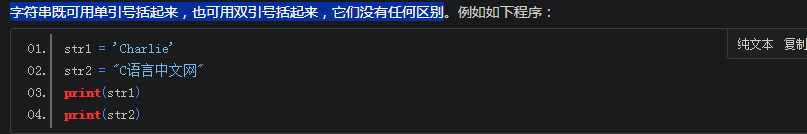 字符串既可用单引号括起来，也可用双引号括起来，它们没有任何区别。例如如下程序：
纯文本 复制
01. str1 = 'Charlie'
02. str2 = "C语言中文网"
03. print(str1)
04. print(str2)